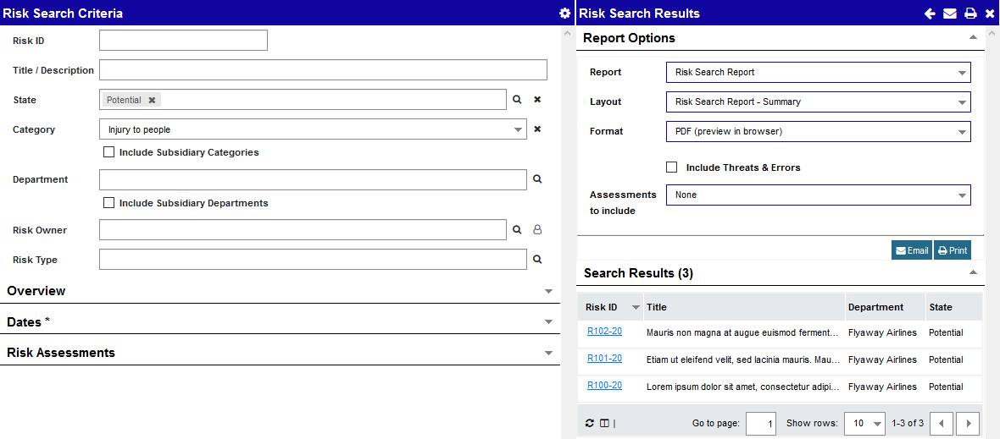 Risk Search Criteria
Risk ID
Title / Description
State
Potential
Category
Injury to people
Include Subsidiary Categories
Department
Include Subsidiary Departments
Risk Owner
Risk Type
Overview
Dates *
Risk Assessments
Risk Search Results
Report Options
Report Risk Search Report
Layout Risk Search Report - Summary
Format PDF (preview in browser)
Include Threats & Errors
Assessments None
to include
Email Print
Search Results (3)
Risk ID Title Department State
R102-20 Mauris non magna at augue euismod ferment... Flyaway Airlines Potential
R101-20 Etiam ut eleifend velit, sed lacinia mauris. Mau... Flyaway Airlines Potential
R100-20 Lorem ipsum dolor sit amet, consectetur adipi... Flyaway Airlines Potential
Go to page: 1 Show rows: 10 1-3 of 3